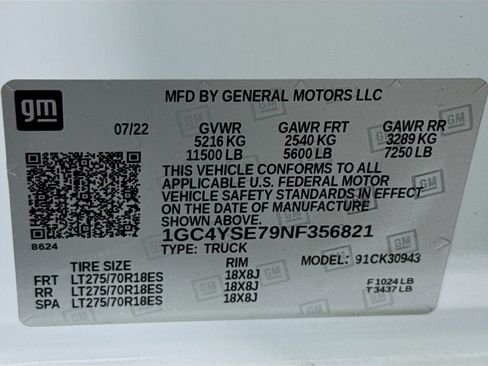 gm
MFD BY GENERAL MOTORS LLC
07/22 GVWR GAWR FRT GAWR RR
5216 KG 2540 KG 3289 KG
11500 LB 5600 LB 7250 LB
THIS VEHICLE CONFORMS TO ALL
APPLICABLE U.S. FEDERAL MOTOR
VEHICLE SAFETY STANDARDS IN EFFECT
ON THE DATE OF MANUFACTURE
SHOWN ABOVE.
1GC4YSE79NF356821
8624
TYPE: TRUCK
TIRE SIZE RIM MODEL: 91CK30943
FRT LT275/70R18ES 18X8J F 1024 LB
RR LT275/70R18ES 18X8J T 3437 LB
SPA LT275/70R18ES 18X8J